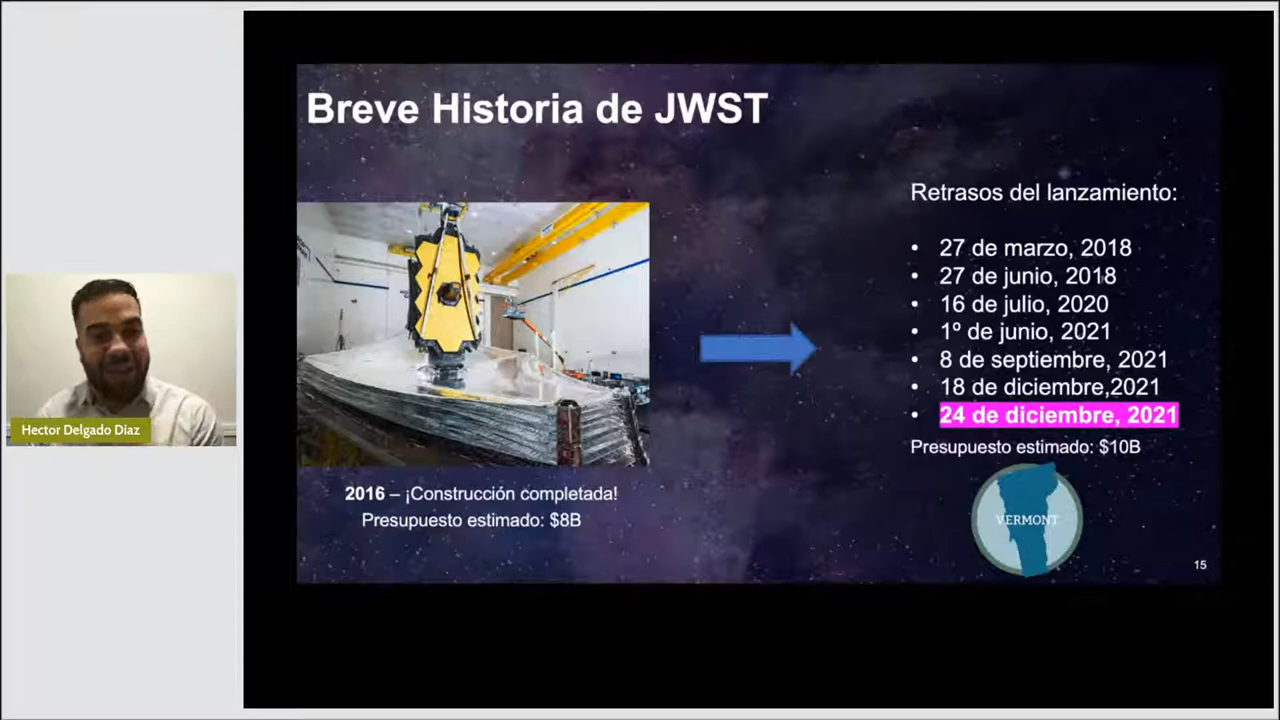 Breve Historia de JWST
Retrasos del lanzamiento:
• 27 de marzo, 2018
• 27 de junio, 2018
• 16 de julio, 2020
• 1º de junio, 2021
• 8 de septiembre, 2021
• 18 de diciembre,2021
• 24 de diciembre, 2021
Presupuesto estimado: $10B
2016 – ¡Construcción completada!
Presupuesto estimado: $8B
VERMONT
15
Hector Delgado Diaz